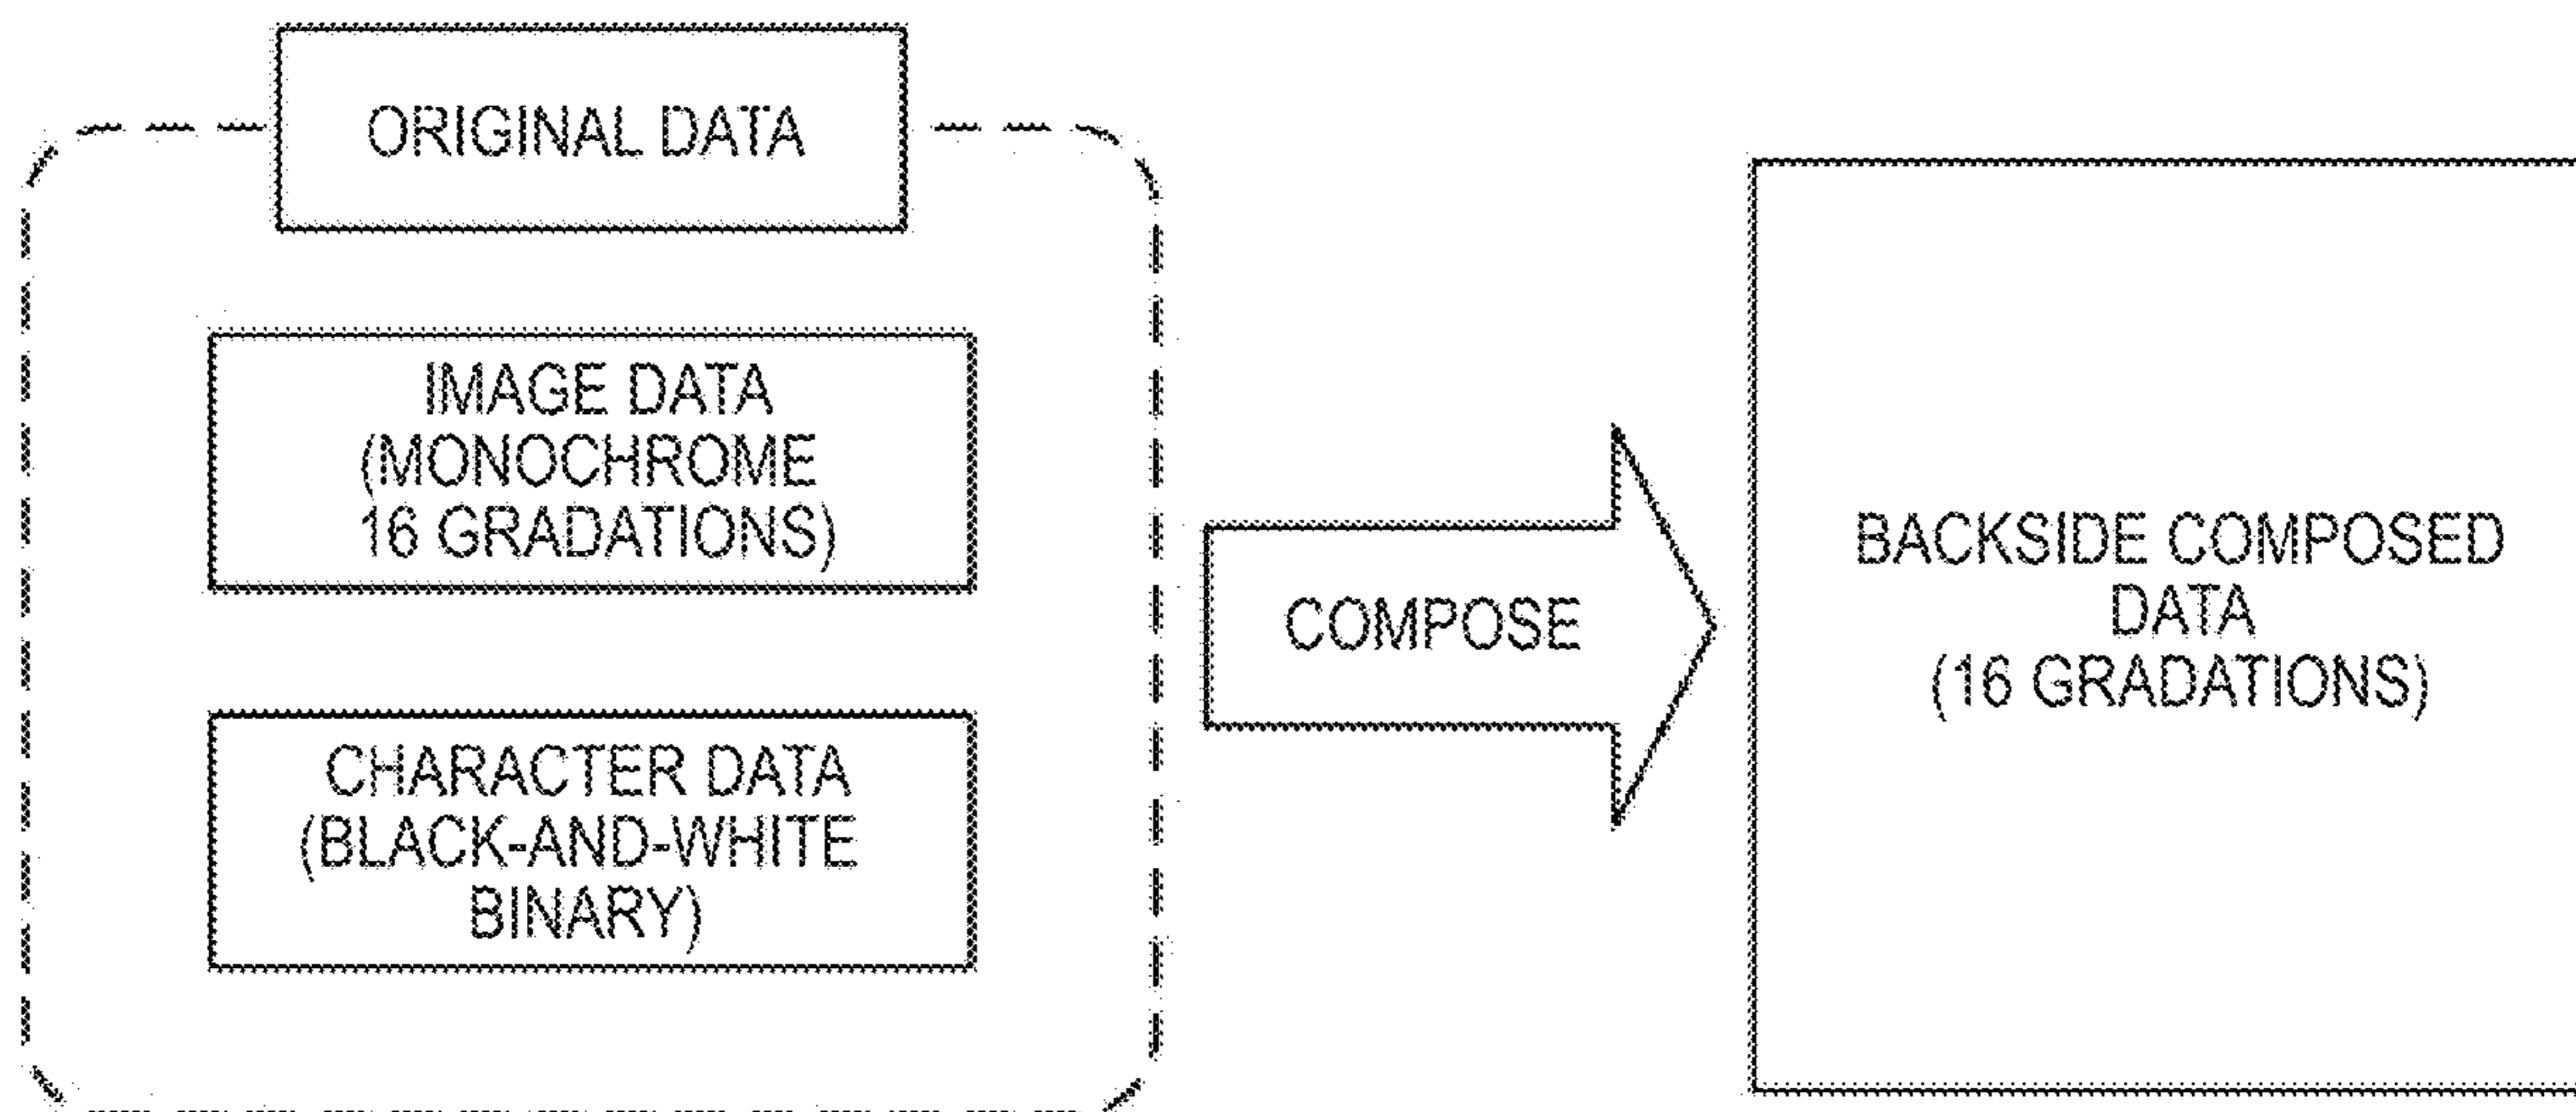 ORIGINAL DATA
IMAGE DATA
(MONOCHROME
16 GRADATIONS)
CHARACTER DATA
(BLACK-AND-WHITE
BINARY)
COMPOSE
BACKSIDE COMPOSED
DATA
(16 GRADATIONS)